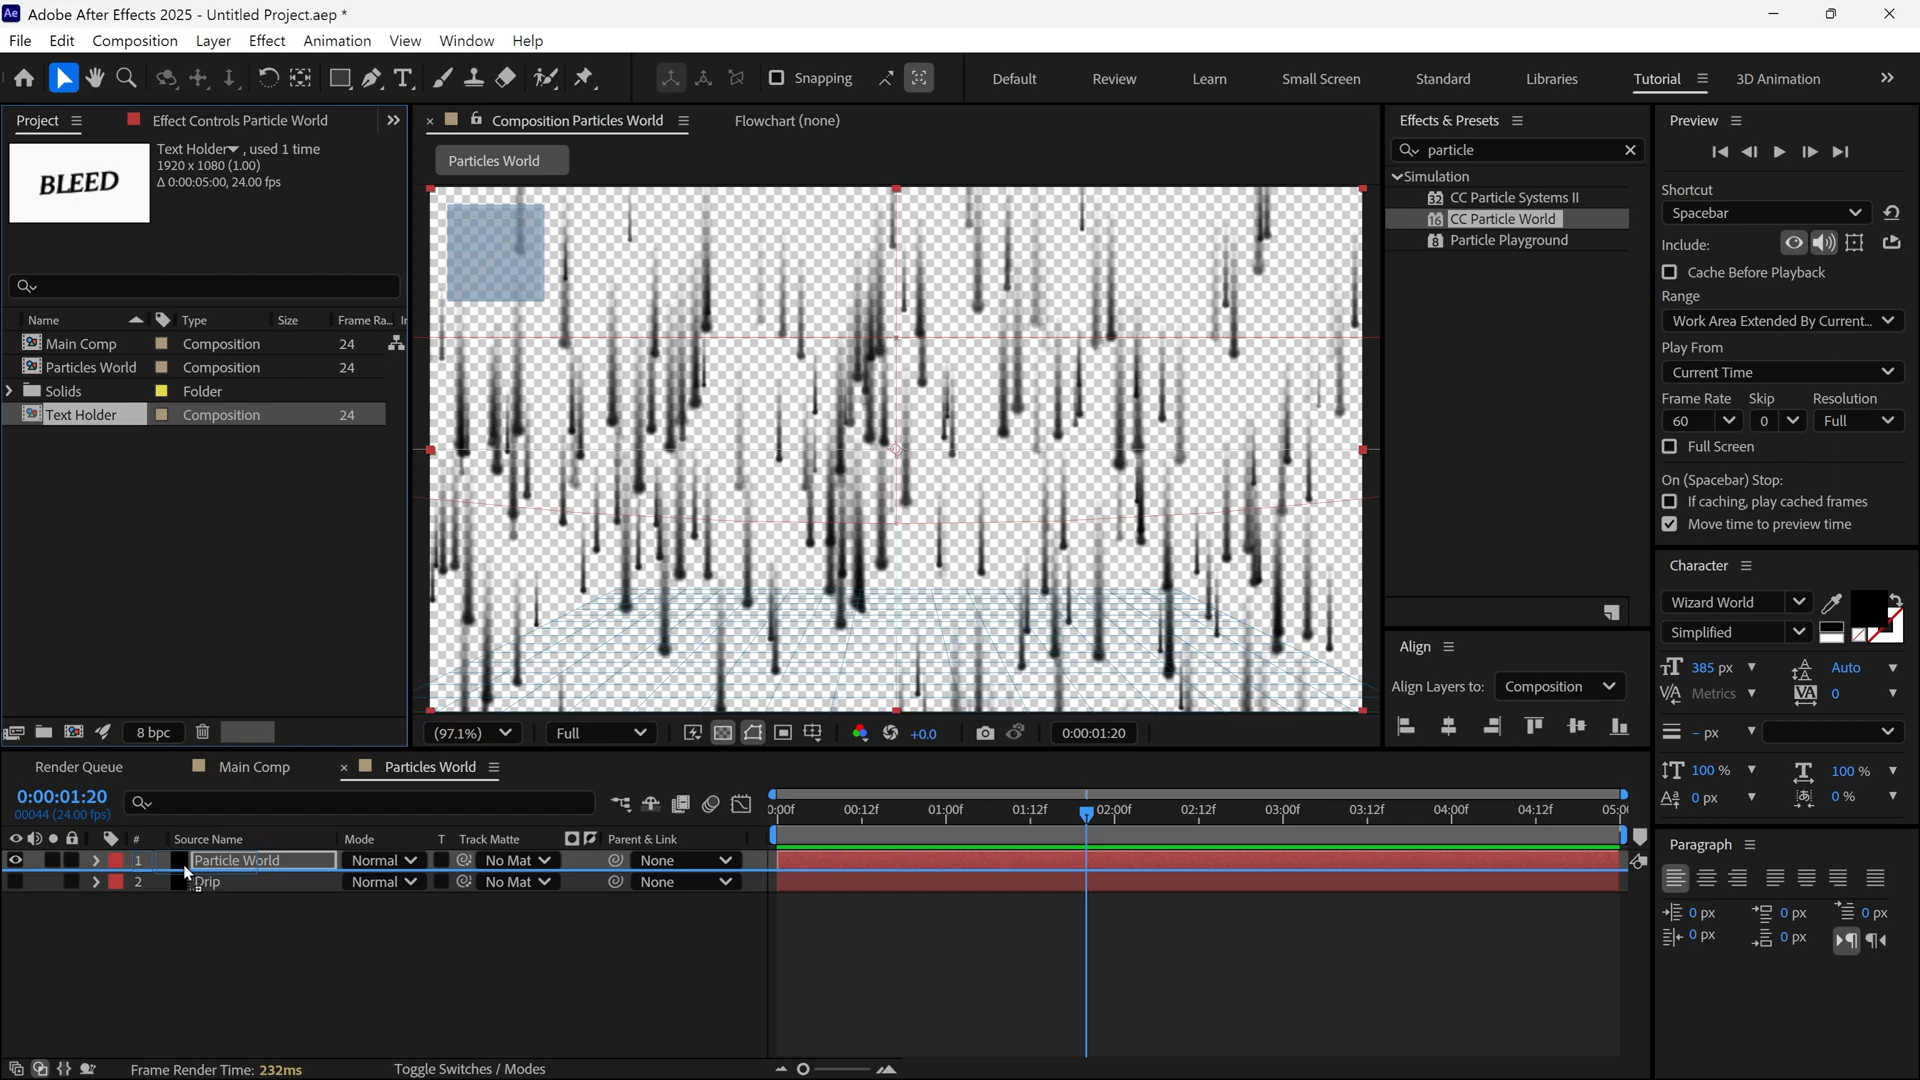 Ae Adobe After Effects 2025 - Untitled Project.aep *
File Edit Composition Layer Effect Animation View Window Help
Snapping Default Review Learn Small Screen Standard Libraries Tutorial 3D Animation
Project Effect Controls Particle World
BLEED
Text Holder , used 1 time
1920 x 1080 (1.00)
Δ 0:00:05:00, 24.00 fps
Name Type Size Frame Ra... Ir
Main Comp Composition 24
Particles World Composition 24
Solids Folder
Text Holder Composition 24
8 bpc
Composition Particles World Flowchart (none)
Particles World
(97.1%) Full +0.0 0:00:01:20
Effects & Presets
particle
Simulation
32 CC Particle Systems II
16 CC Particle World
8 Particle Playground
Align
Align Layers to: Composition
Preview
Shortcut
Spacebar
Include:
Cache Before Playback
Range
Work Area Extended By Current...
Play From
Current Time
Frame Rate Skip Resolution
60 0 Full
Full Screen
On (Spacebar) Stop:
If caching, play cached frames
Move time to preview time
Character
Wizard World
Simplified
385 px Auto
Metrics 0
- px
100 % 100 %
0 px 0 %
Paragraph
0 px 0 px 0 px
0 px 0 px
Render Queue Main Comp Particles World
0:00:01:20
00044 (24.00 fps)
# Source Name Mode T Track Matte Parent & Link
1 Particle World Normal No Mat None
2 Drip Normal No Mat None
0:00f 00:12f 01:00f 01:12f 02:00f 02:12f 03:00f 03:12f 04:00f 04:12f 05:00
Frame Render Time: 232ms Toggle Switches / Modes